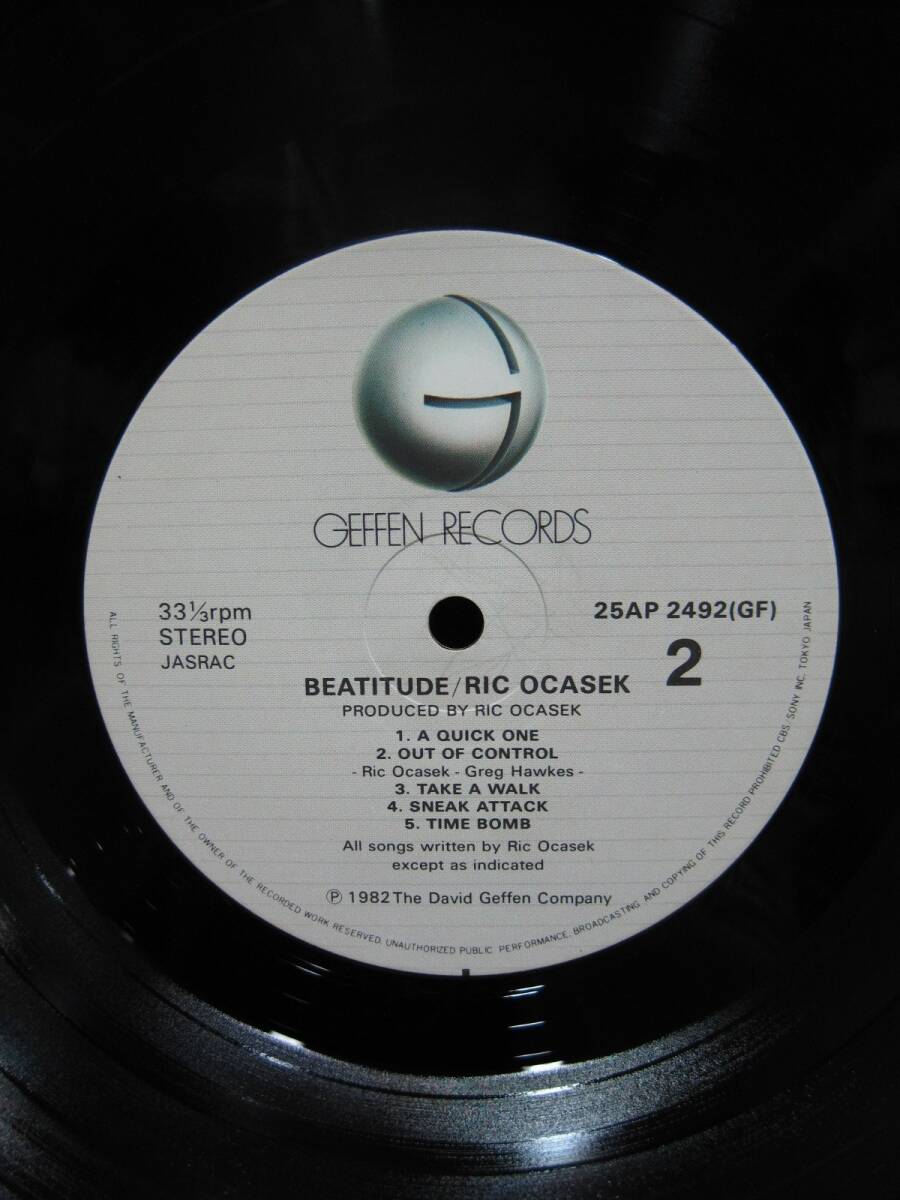 GEFFEN RECORDS
33⅓rpm
STEREO
JASRAC
25AP 2492(GF)
2
BEATITUDE/RIC OCASEK
PRODUCED BY RIC OCASEK
1. A QUICK ONE
2. OUT OF CONTROL
- Ric Ocasek - Greg Hawkes -
3. TAKE A WALK
4. SNEAK ATTACK
5. TIME BOMB
All songs written by Ric Ocasek
except as indicated
℗ 1982 The David Geffen Company
ALL RIGHTS OF THE MANUFACTURER AND OF THE OWNER OF THE RECORDED WORK RESERVED. UNAUTHORIZED PUBLIC PERFORMANCE. BROADCASTING AND COPYING OF THIS RECORD PROHIBITED CBS/SONY INC. TOKYO JAPAN